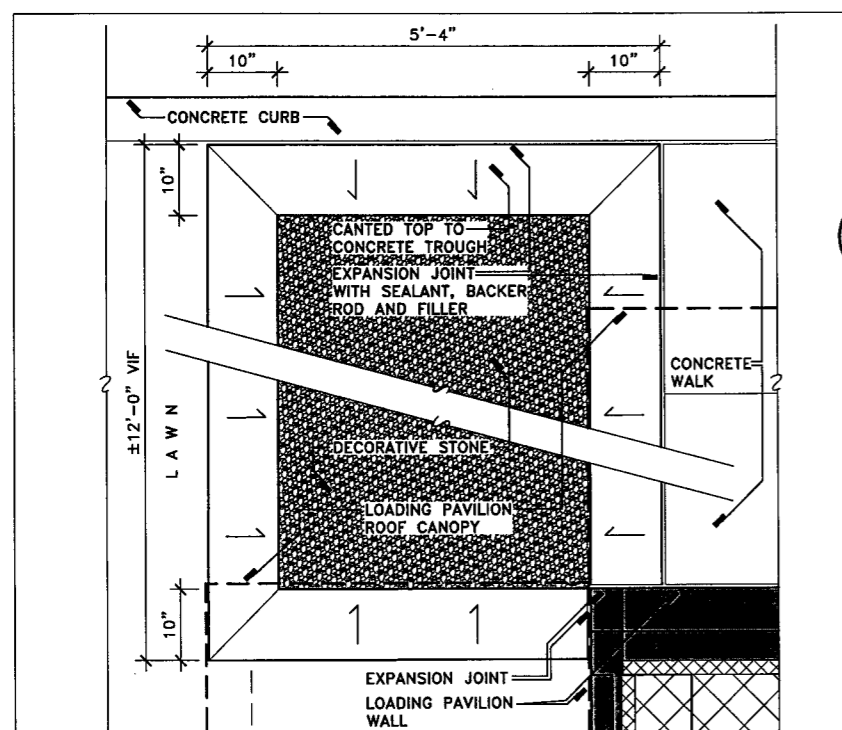 5'-4"
10" 10"
CONCRETE CURB
10"
CANTED TOP TO
CONCRETE TROUGH
EXPANSION JOINT
WITH SEALANT, BACKER
ROD AND FILLER
CONCRETE
WALK
±12'-0" VIF
LAWN
DECORATIVE STONE
LOADING PAVILION
ROOF CANOPY
10"
EXPANSION JOINT
LOADING PAVILION
WALL